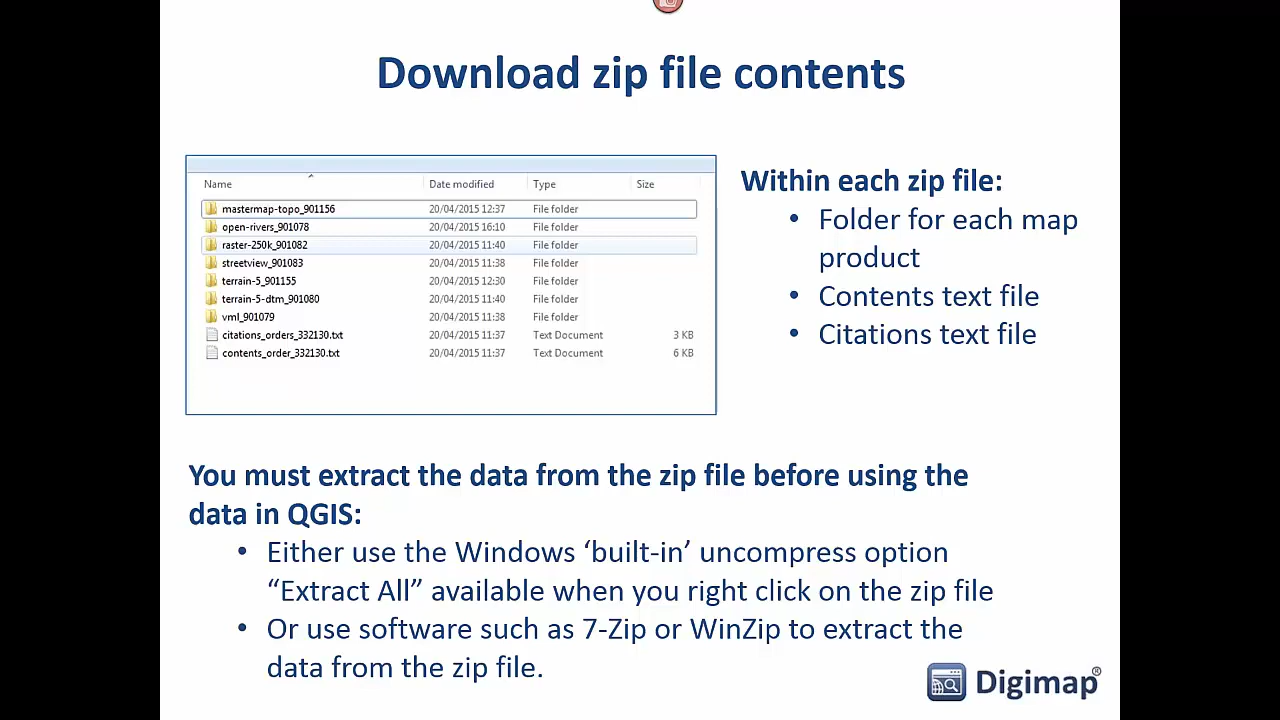 Download zip file contents
Name Date modified Type Size
mastermap-topo_901156 20/04/2015 12:37 File folder
open-rivers_901078 20/04/2015 16:10 File folder
raster-250k_901082 20/04/2015 11:40 File folder
streetview_901083 20/04/2015 11:38 File folder
terrain-5_901155 20/04/2015 12:30 File folder
terrain-5-dtm_901080 20/04/2015 11:40 File folder
vml_901079 20/04/2015 11:38 File folder
citations_orders_332130.txt 20/04/2015 11:37 Text Document 3 KB
contents_order_332130.txt 20/04/2015 11:37 Text Document 6 KB
Within each zip file:
• Folder for each map
product
• Contents text file
• Citations text file
You must extract the data from the zip file before using the
data in QGIS:
• Either use the Windows ‘built-in’ uncompress option
“Extract All” available when you right click on the zip file
• Or use software such as 7-Zip or WinZip to extract the
data from the zip file.
Digimap®